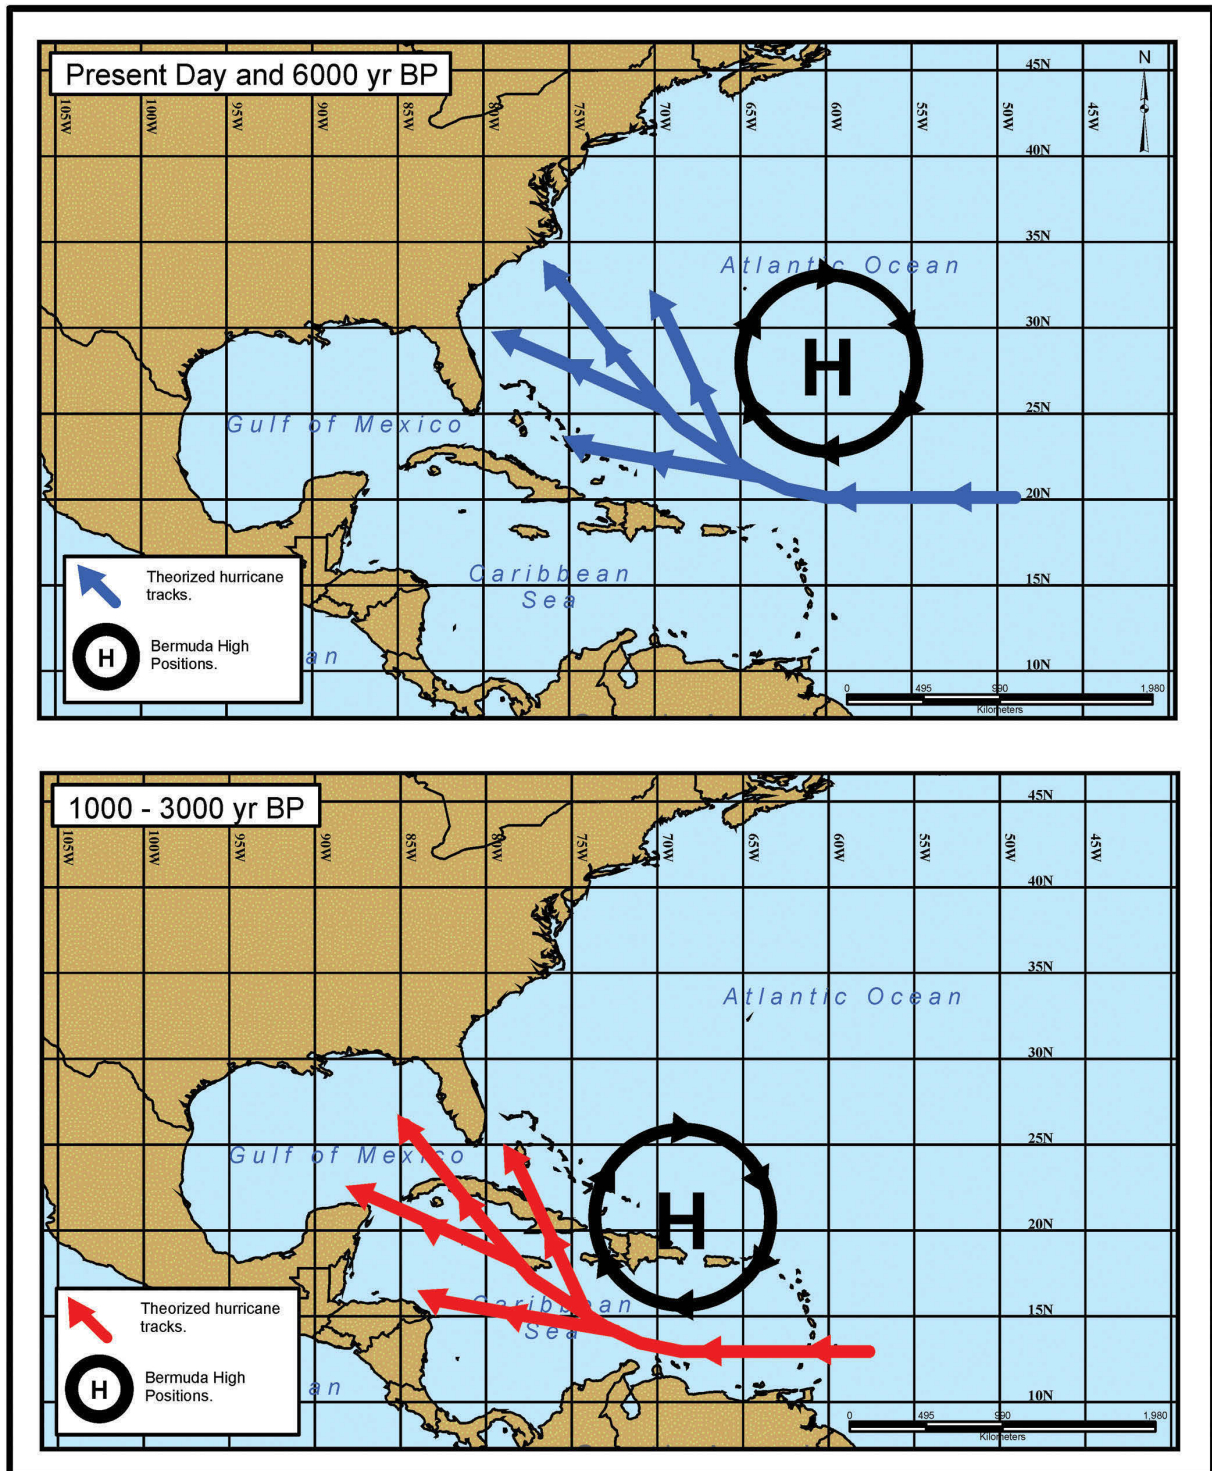 Present Day and 6000 yr BP
N
105W
100W
95W
90W
85W
80W
75W
70W
65W
60W
55W
50W
45W
45N
40N
35N
Atlantic Ocean
30N
H
25N
Gulf of Mexico
20N
Caribbean
Sea
15N
10N
Theorized hurricane
tracks.
H
Bermuda High
Positions.
an
0 495 990 1,980
Kilometers
1000 - 3000 yr BP
105W
100W
95W
90W
85W
80W
75W
70W
65W
60W
55W
50W
45W
45N
40N
35N
Atlantic Ocean
30N
25N
Gulf of Mexico
H
20N
Caribbean
Sea
15N
10N
Theorized hurricane
tracks.
H
Bermuda High
Positions.
an
0 495 990 1,980
Kilometers